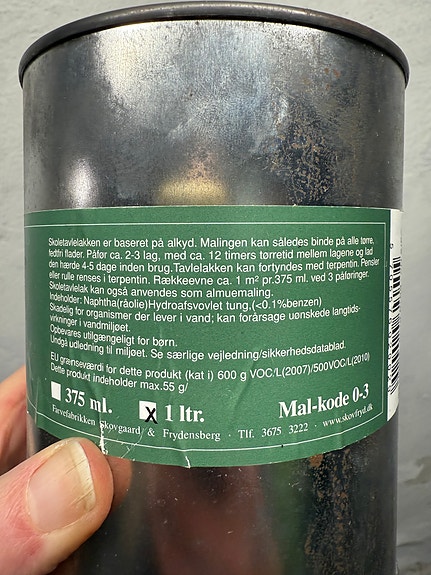 Skoletavlelakken er baseret på alkyd. Malingen kan således binde på alle tørre,
fedtfri flader. Påfør ca. 2-3 lag, med ca. 12 timers tørretid mellem lagene og lad
den hærde 4-5 dage inden brug.Tavlelakken kan fortyndes med terpentin. Pensler
eller rulle renses i terpentin. Rækkeevne ca. 1 m² pr.375 ml. ved 3 påføringer.
Skoletavlelak kan også anvendes som almuemaling.
Indeholder: Naphtha(råolie)Hydroafsvovlet tung,(<0.1%benzen)
Skadelig for organismer der lever i vand; kan forårsage uønskede langtids-
virkninger i vandmiljøet.
Opbevares utilgængeligt for børn.
Undgå udledning til miljøet. Se særlige vejledning/sikkerhedsdatablad.
EU grænseværdi for dette produkt (kat i) 600 g VOC/L(2007)/500VOC/L(2010)
Dette produkt indeholder max.55 g/
375 ml. X 1 ltr. Mal-kode 0-3
Farvefabrikken Skovgaard & Frydensberg · Tlf. 3675 3222 · www.skovfryd.dk